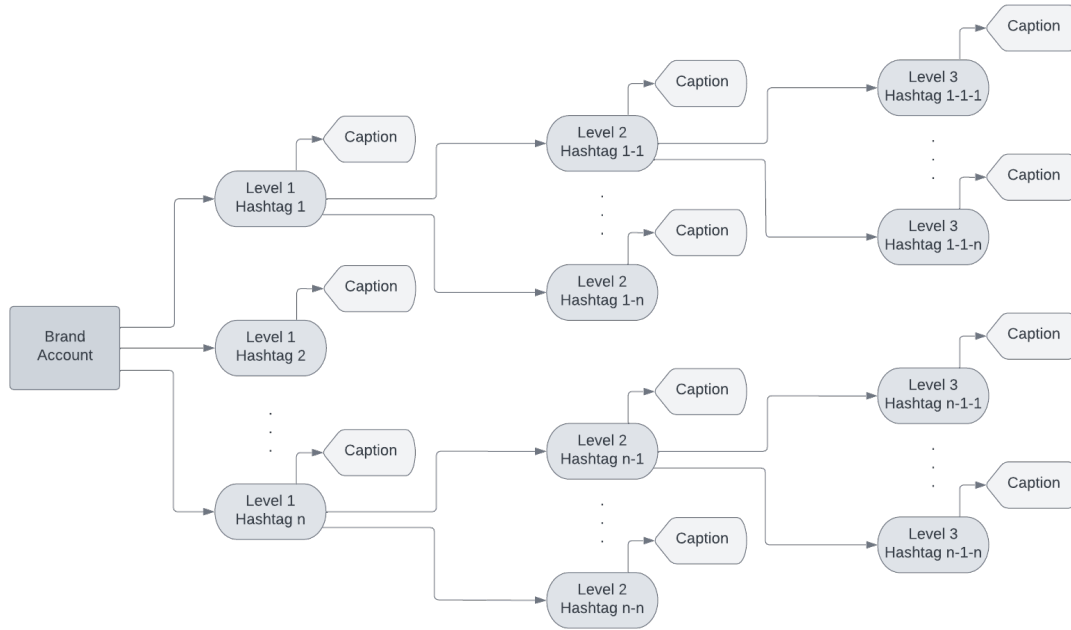 Brand
Account
Level 1
Hashtag 1
Caption
Level 1
Hashtag 2
Caption
.
.
.
Level 1
Hashtag n
Caption
Level 2
Hashtag 1-1
Caption
.
.
.
Level 2
Hashtag 1-n
Caption
Level 2
Hashtag n-1
Caption
.
.
.
Level 2
Hashtag n-n
Caption
Level 3
Hashtag 1-1-1
Caption
.
.
.
Level 3
Hashtag 1-1-n
Caption
Level 3
Hashtag n-1-1
Caption
.
.
.
Level 3
Hashtag n-1-n
Caption